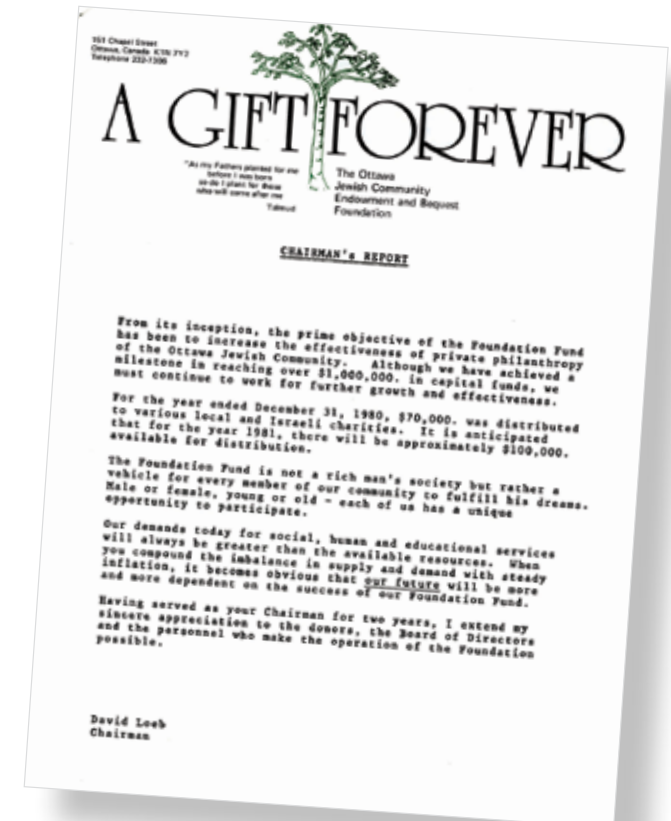 151 Chapel Street
Ottawa, Canada K1N 7Y2
Telephone 232-7306
A GIFT FOREVER
"As my Fathers planted for me
before I was born
so do I plant for those
who will come after me
Talmud
The Ottawa
Jewish Community
Endowment and Bequest
Foundation
CHAIRMAN's REPORT
From its inception, the prime objective of the Foundation Fund
has been to increase the effectiveness of private philanthropy
of the Ottawa Jewish Community. Although we have achieved a
milestone in reaching over $1,000,000. in capital funds, we
must continue to work for further growth and effectiveness.
For the year ended December 31, 1980, $70,000. was distributed
to various local and Israeli charities. It is anticipated
that for the year 1981, there will be approximately $100,000.
available for distribution.
The Foundation Fund is not a rich man's society but rather a
vehicle for every member of our community to fulfill his dreams.
Male or female, young or old - each of us has a unique
opportunity to participate.
Our demands today for social, human and educational services
will always be greater than the available resources. When
you compound the imbalance in supply and demand with steady
inflation, it becomes obvious that our future will be more
and more dependent on the success of our Foundation Fund.
Having served as your Chairman for two years, I extend my
sincere appreciation to the donors, the Board of Directors
and the personnel who make the operation of the Foundation
possible.
David Loeb
Chairman